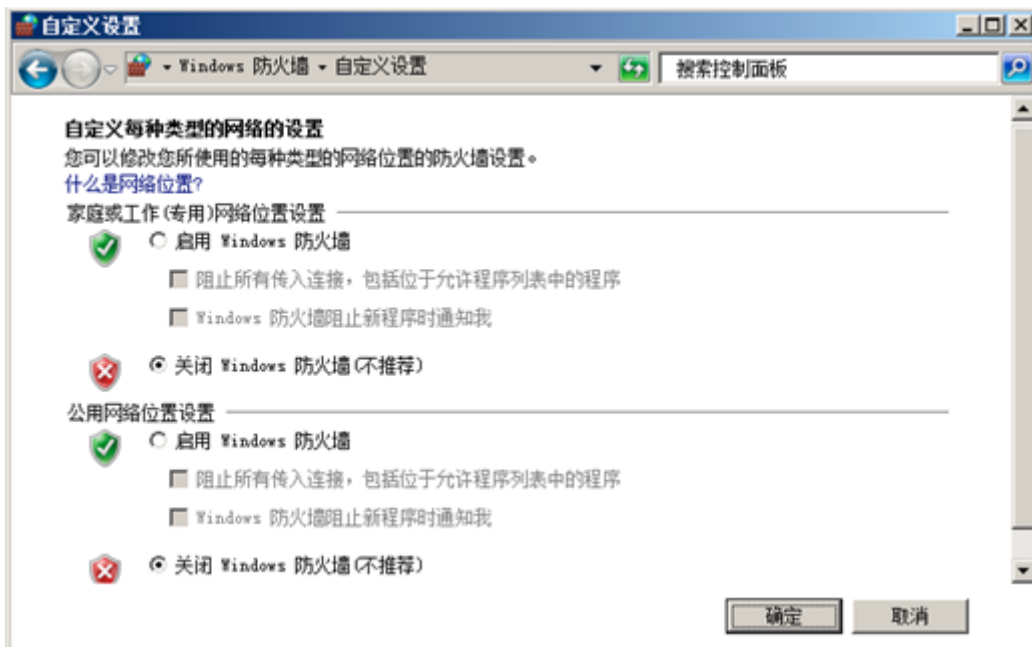 自定义设置
Windows 防火墙 自定义设置 搜索控制面板
自定义每种类型的网络的设置
您可以修改您所使用的每种类型的网络位置的防火墙设置。
什么是网络位置?
家庭或工作(专用)网络位置设置
启用 Windows 防火墙
阻止所有传入连接，包括位于允许程序列表中的程序
Windows 防火墙阻止新程序时通知我
关闭 Windows 防火墙(不推荐)
公用网络位置设置
启用 Windows 防火墙
阻止所有传入连接，包括位于允许程序列表中的程序
Windows 防火墙阻止新程序时通知我
关闭 Windows 防火墙(不推荐)
确定 取消